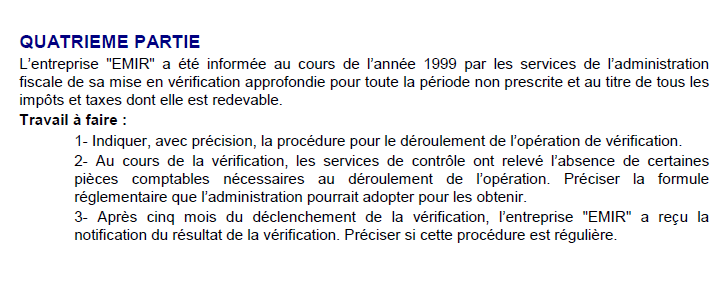 QUATRIEME PARTIE
L’entreprise "EMIR" a été informée au cours de l’année 1999 par les services de l’administration
fiscale de sa mise en vérification approfondie pour toute la période non prescrite et au titre de tous les
impôts et taxes dont elle est redevable.
Travail à faire :
1- Indiquer, avec précision, la procédure pour le déroulement de l’opération de vérification.
2- Au cours de la vérification, les services de contrôle ont relevé l’absence de certaines
pièces comptables nécessaires au déroulement de l’opération. Préciser la formule
réglementaire que l’administration pourrait adopter pour les obtenir.
3- Après cinq mois du déclenchement de la vérification, l’entreprise "EMIR" a reçu la
notification du résultat de la vérification. Préciser si cette procédure est régulière.